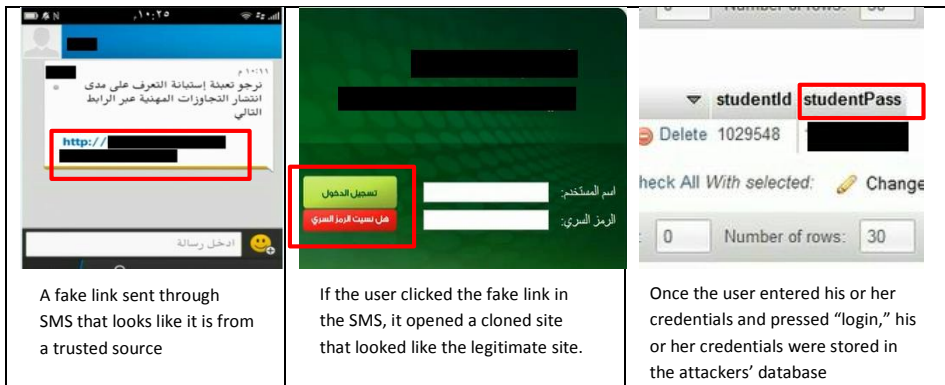 N
١٠:٢٥
١٠:١١ م
نرجو تعبئة إستبانة التعرف على مدى
انتشار التجاوزات المهنية عبر الرابط
التالي
http://
ادخل رسالة
A fake link sent through
SMS that looks like it is from
a trusted source
تسجيل الدخول
اسم المستخدم:
هل نسيت الرمز السري
الرمز السري:
If the user clicked the fake link in
the SMS, it opened a cloned site
that looked like the legitimate site.
Number of rows: 30
studentId studentPass
Delete 1029548
heck All With selected: Change
0 Number of rows: 30
Once the user entered his or her
credentials and pressed “login,” his
or her credentials were stored in
the attackers’ database